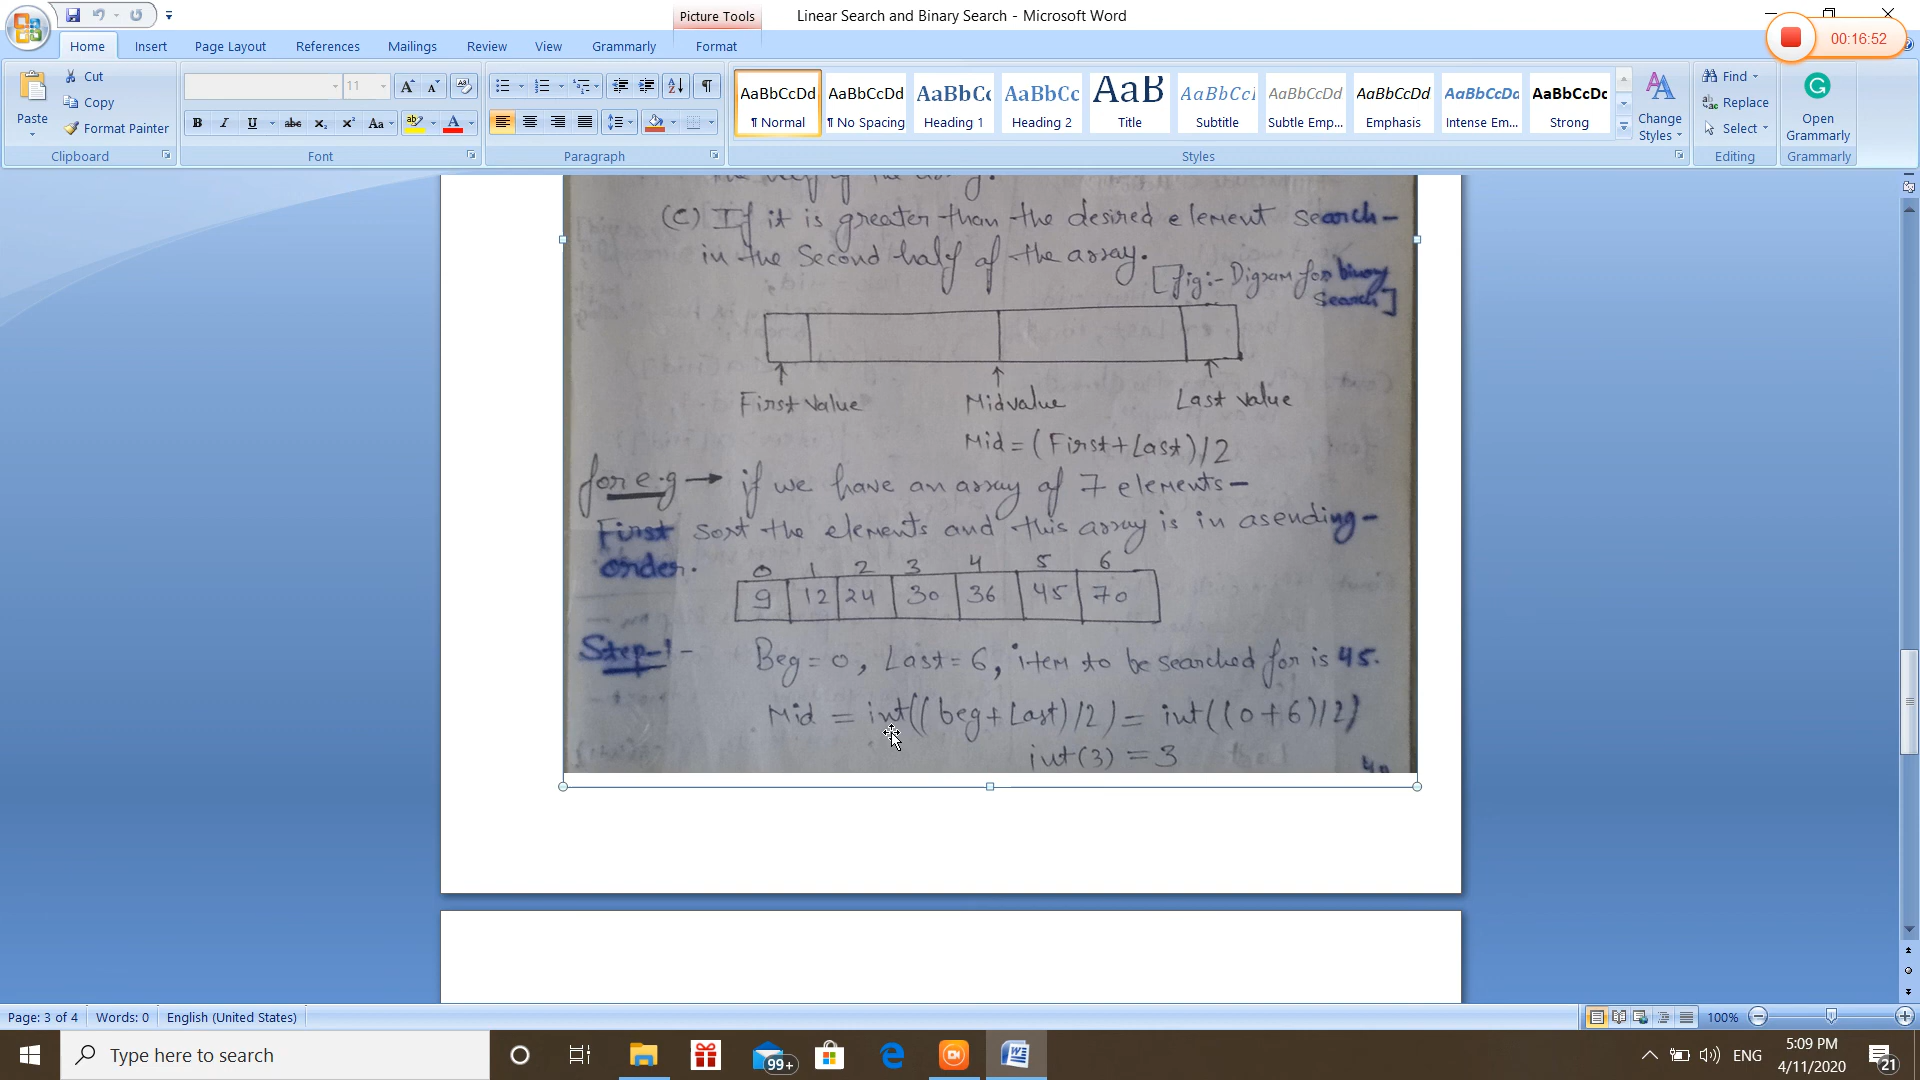 Picture Tools
Linear Search and Binary Search - Microsoft Word
00:16:52
Home Insert Page Layout References Mailings Review View Grammarly Format
Paste
Cut
Copy
Format Painter
Clipboard
11
Font
Paragraph
AaBbCcDd AaBbCcDd AaBbCc AaBbCc AaB AaBbCcl AaBbCcDd AaBbCcDd AaBbCcDc AaBbCcDc
¶ Normal ¶ No Spacing Heading 1 Heading 2 Title Subtitle Subtle Emp... Emphasis Intense Em... Strong
Styles
Change Styles
Find
Replace
Select
Editing
Open Grammarly
Grammarly
(C) If it is greater than the desired element search-
in the Second half of the array.
[fig:- Digram for binary
Search]
First Value Midvalue Last value
Mid = (First+Last)/2
for e.g → if we have an array of 7 elements-
First sort the elements and this array is in asending-
order.
0 1 2 3 4 5 6
9 12 24 30 36 45 70
Step-1- Beg = 0, Last = 6, item to be searched for is 45.
Mid = int((beg+Last)/2) = int((0+6)/2)
int(3) = 3
Page: 3 of 4 Words: 0 English (United States)
100%
Type here to search
99+
ENG
5:09 PM
4/11/2020
21